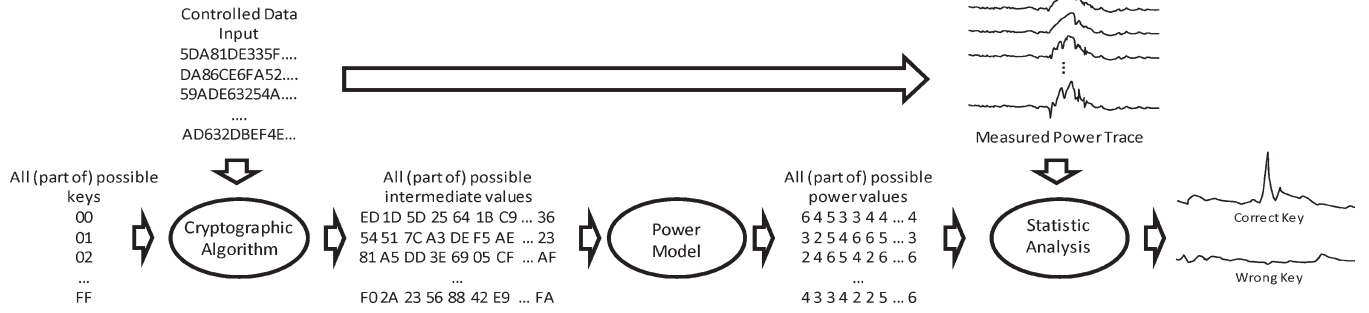 Controlled Data
Input
5DA81DE335F....
DA86CE6FA52....
59ADE63254A....
....
AD632DBEF4E...
Measured Power Trace
All (part of) possible
keys
00
01
02
...
FF
Cryptographic
Algorithm
All (part of) possible
intermediate values
ED 1D 5D 25 64 1B C9 ... 36
54 51 7C A3 DE F5 AE ... 23
81 A5 DD 3E 69 05 CF ... AF
...
F0 2A 23 56 88 42 E9 ... FA
Power
Model
All (part of) possible
power values
6 4 5 3 3 4 4 ... 4
3 2 5 4 6 6 5 ... 3
2 4 6 5 4 2 6 ... 6
...
4 3 3 4 2 2 5 ... 6
Statistic
Analysis
Correct Key
Wrong Key